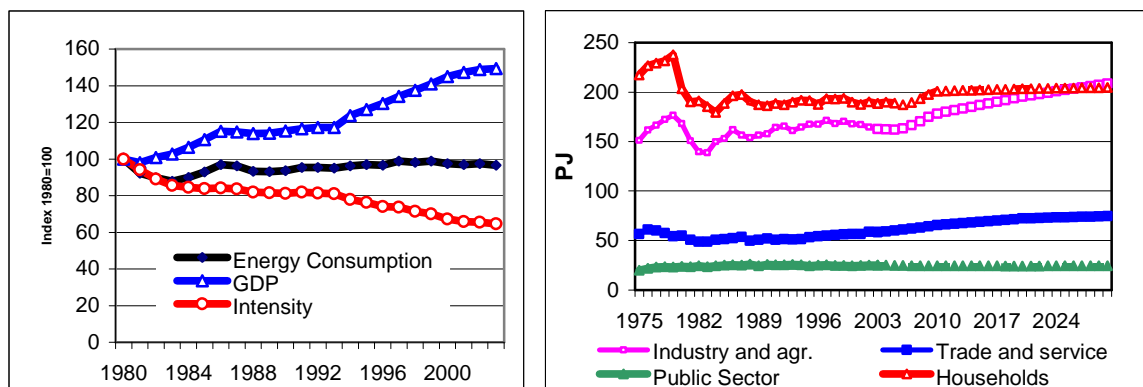 160
140
120
100
80
60
40
20
0
Index 1980=100
Energy Consumption
GDP
Intensity
1980 1984 1988 1992 1996 2000
250
200
150
100
50
0
PJ
1975 1982 1989 1996 2003 2010 2017 2024
Industry and agr. Trade and service
Public Sector Households